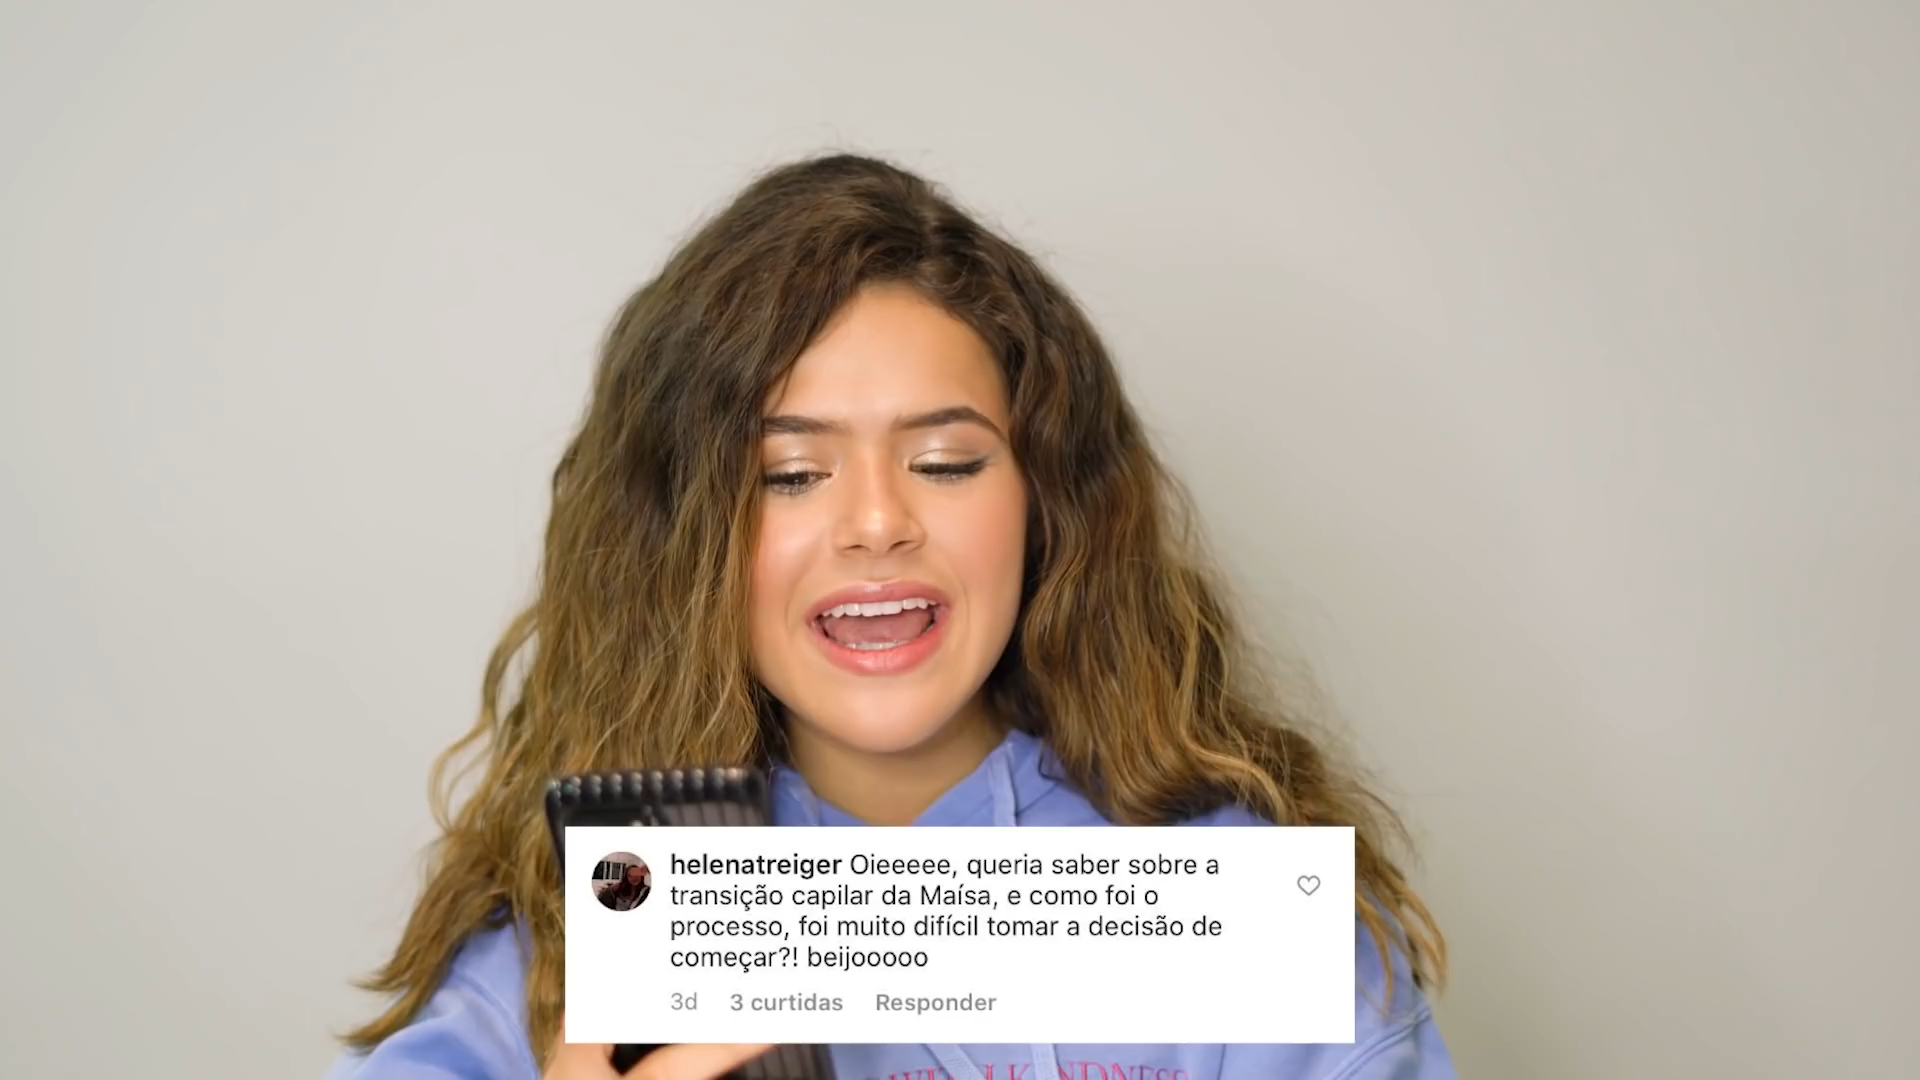 helenatreiger Oieeeee, queria saber sobre a
transição capilar da Maísa, e como foi o
processo, foi muito difícil tomar a decisão de
começar?! beijooooo
3d 3 curtidas Responder